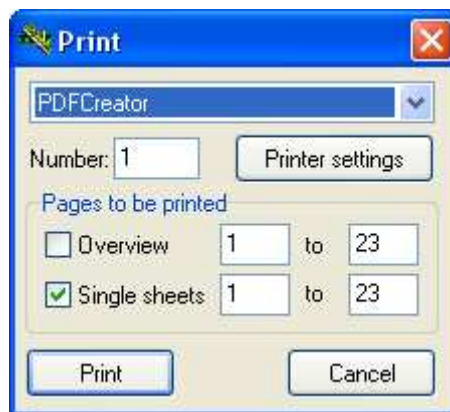 Print
PDFCreator
Number: 1 Printer settings
Pages to be printed
Overview 1 to 23
Single sheets 1 to 23
Print Cancel